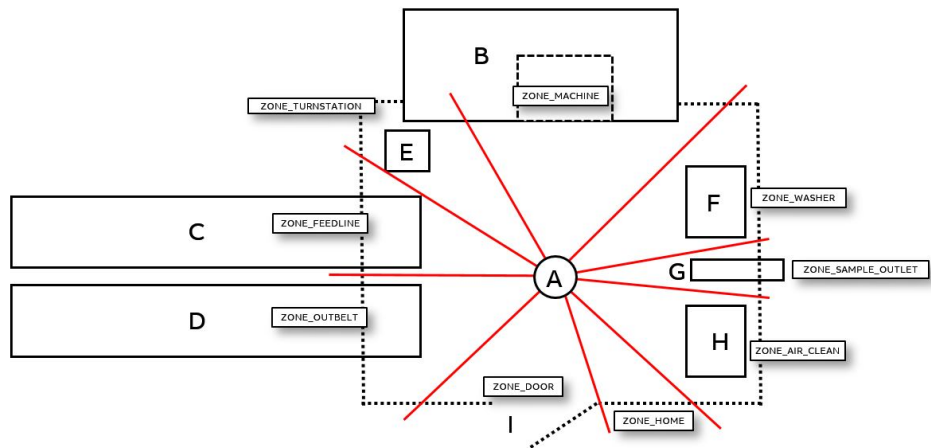 B
ZONE_MACHINE
ZONE_TURNSTATION
E
F
ZONE_WASHER
C
ZONE_FEEDLINE
G
ZONE_SAMPLE_OUTLET
A
D
ZONE_OUTBELT
H
ZONE_AIR_CLEAN
ZONE_DOOR
I
ZONE_HOME